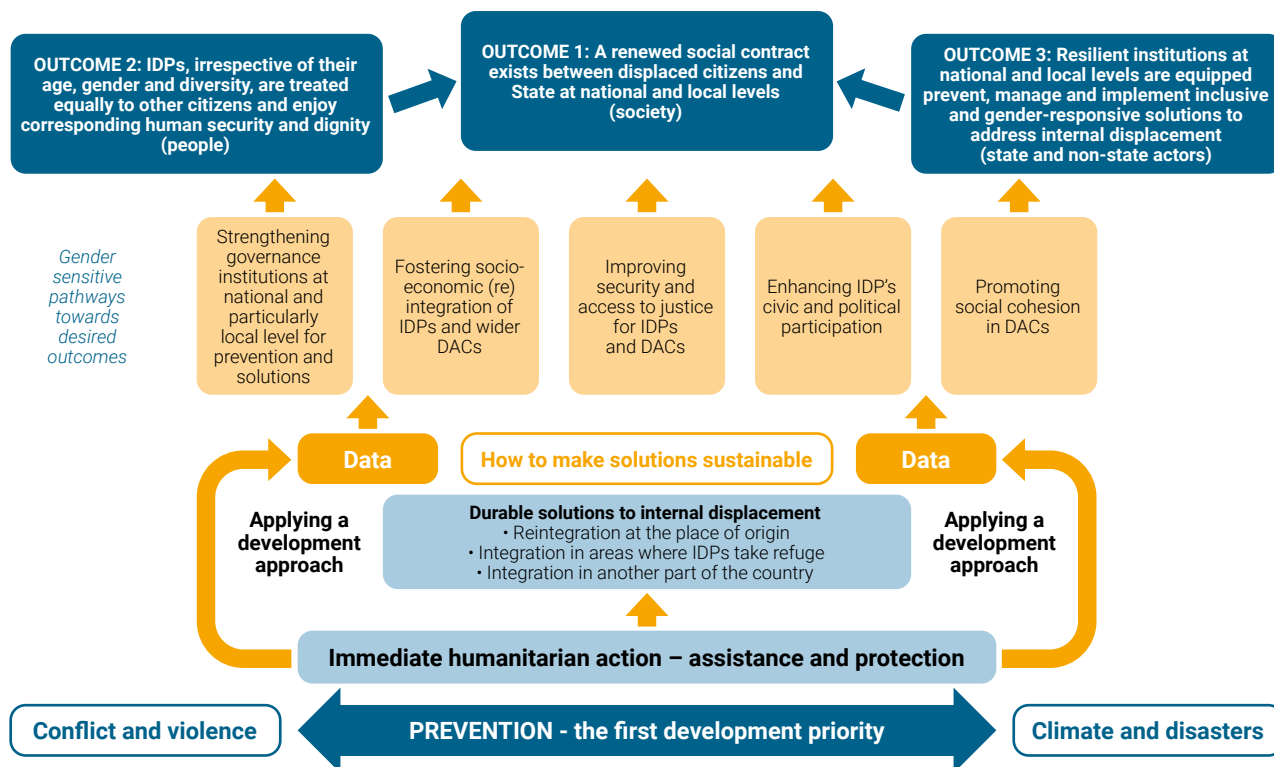 OUTCOME 2: IDPs, irrespective of their
age, gender and diversity, are treated
equally to other citizens and enjoy
corresponding human security and dignity
(people)
OUTCOME 1: A renewed social contract
exists between displaced citizens and
State at national and local levels
(society)
OUTCOME 3: Resilient institutions at
national and local levels are equipped
prevent, manage and implement inclusive
and gender-responsive solutions to
address internal displacement
(state and non-state actors)
Gender
sensitive
pathways
towards
desired
outcomes
Strengthening
governance
institutions at
national and
particularly
local level for
prevention and
solutions
Fostering socio-
economic (re)
integration of
IDPs and wider
DACs
Improving
security and
access to justice
for IDPs
and DACs
Enhancing IDP's
civic and political
participation
Promoting
social cohesion
in DACs
Data
How to make solutions sustainable
Data
Applying a
development
approach
Durable solutions to internal displacement
• Reintegration at the place of origin
• Integration in areas where IDPs take refuge
• Integration in another part of the country
Applying a
development
approach
Immediate humanitarian action – assistance and protection
Conflict and violence
PREVENTION - the first development priority
Climate and disasters